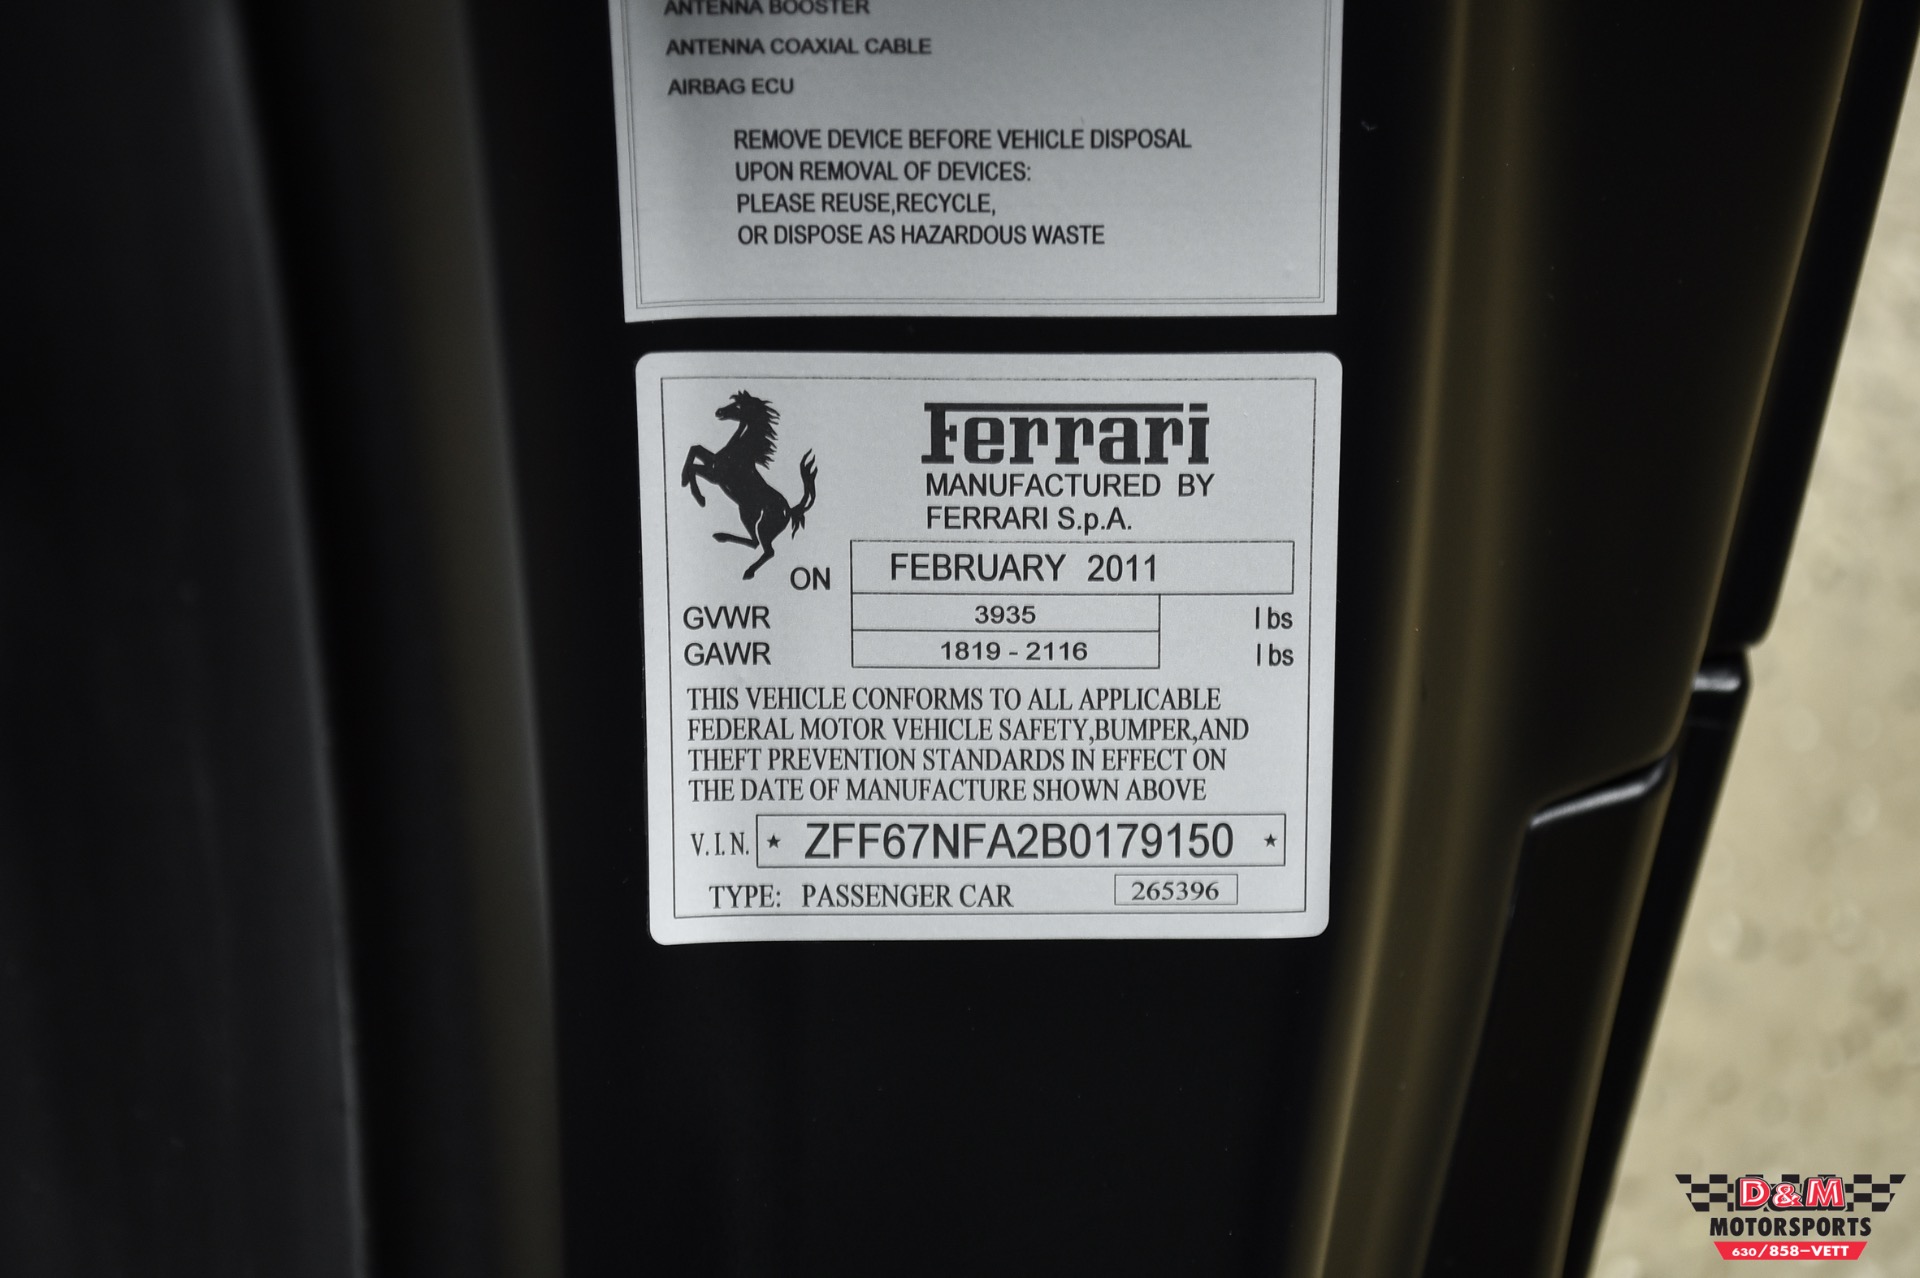 ANTENNA BOOSTER
ANTENNA COAXIAL CABLE
AIRBAG ECU
REMOVE DEVICE BEFORE VEHICLE DISPOSAL
UPON REMOVAL OF DEVICES:
PLEASE REUSE,RECYCLE,
OR DISPOSE AS HAZARDOUS WASTE
Ferrari
MANUFACTURED BY
FERRARI S.p.A.
ON FEBRUARY 2011
GVWR 3935 lbs
GAWR 1819 - 2116 lbs
THIS VEHICLE CONFORMS TO ALL APPLICABLE
FEDERAL MOTOR VEHICLE SAFETY,BUMPER,AND
THEFT PREVENTION STANDARDS IN EFFECT ON
THE DATE OF MANUFACTURE SHOWN ABOVE
V.I.N. ★ ZFF67NFA2B0179150 ★
TYPE: PASSENGER CAR 265396
D&M
MOTORSPORTS
630/858-VETT